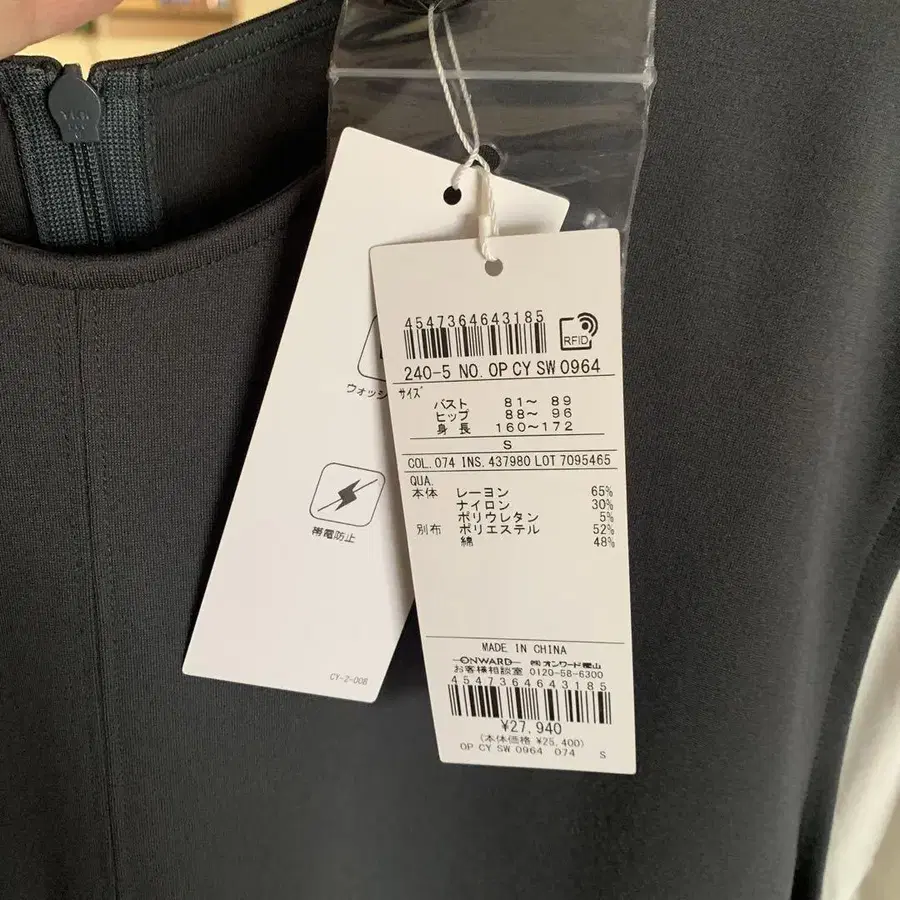 ウォッシ
帯電防止
CY-2-008
4547364643185
RFID
240-5 NO. OP CY SW 0964
サイズ
バスト 81～ 89
ヒップ 88～ 96
身長 160～172
S
COL. 074 INS. 437980 LOT 7095465
QUA.
本体 レーヨン 65%
ナイロン 30%
ポリウレタン 5%
別布 ポリエステル 52%
綿 48%
MADE IN CHINA
ONWARD ㈱オンワード樫山
お客様相談室 0120-58-6300
4547364643185
¥27,940
(本体価格 ¥25,400)
OP CY SW 0964 074 S